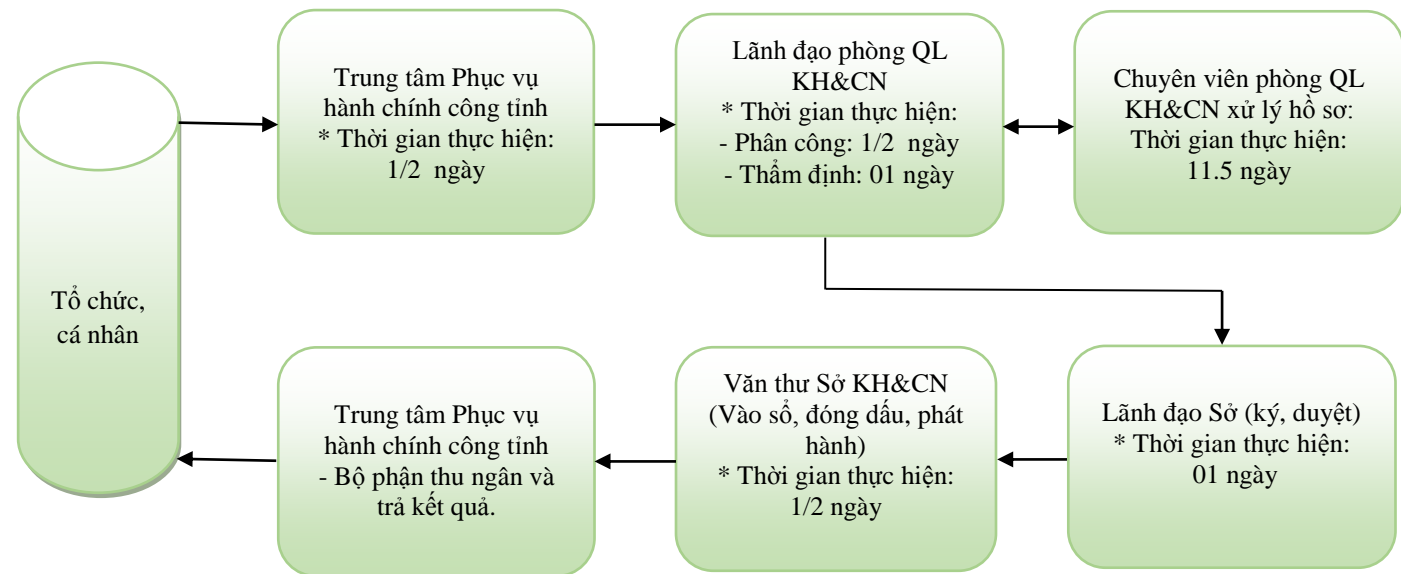 Tổ chức,
cá nhân
Trung tâm Phục vụ
hành chính công tỉnh
* Thời gian thực hiện:
1/2 ngày
Lãnh đạo phòng QL
KH&CN
* Thời gian thực hiện:
- Phân công: 1/2 ngày
- Thẩm định: 01 ngày
Chuyên viên phòng QL
KH&CN xử lý hồ sơ:
Thời gian thực hiện:
11.5 ngày
Lãnh đạo Sở (ký, duyệt)
* Thời gian thực hiện:
01 ngày
Văn thư Sở KH&CN
(Vào sổ, đóng dấu, phát
hành)
* Thời gian thực hiện:
1/2 ngày
Trung tâm Phục vụ
hành chính công tỉnh
- Bộ phận thu ngân và
trả kết quả.